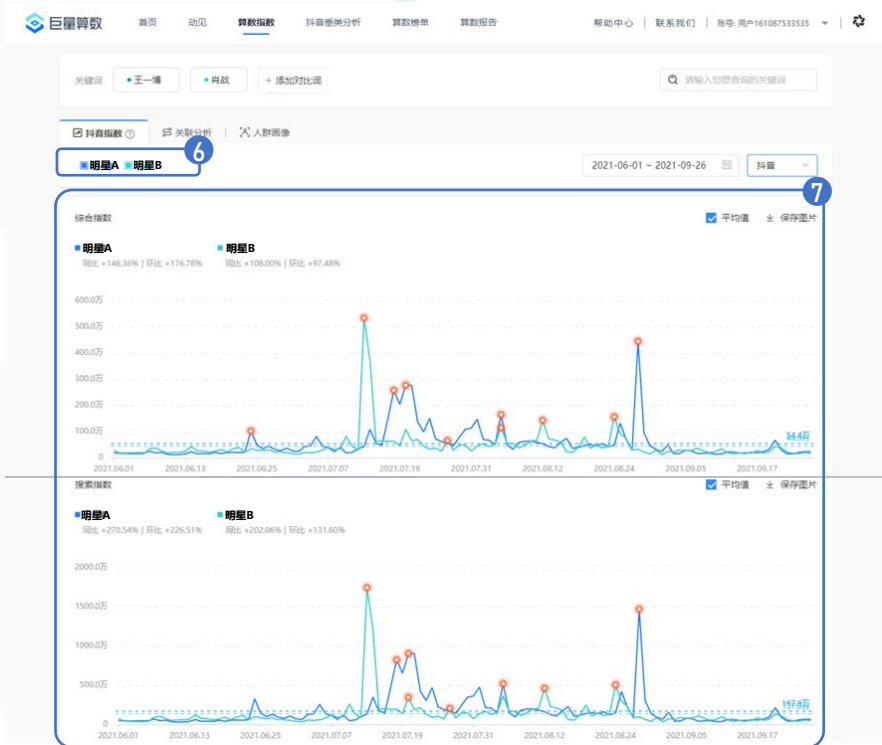 巨量算数 首页 动见 算数指数 抖音垂类分析 算数榜单 算数报告 帮助中心 联系我们 账号: 用户161087533535
关键词 王一博 肖战 + 添加对比词 请输入您想查询的关键词
抖音指数 关联分析 人群画像
6
明星A 明星B 2021-06-01 ~ 2021-09-26 抖音
7
综合指数 平均值 保存图片
明星A 明星B
同比 +146.36% | 环比 +176.78% 同比 +108.00% | 环比 +97.48%
600.0万
500.0万
400.0万
300.0万
200.0万
100.0万
54.4万
0
2021.06.01 2021.06.13 2021.06.25 2021.07.07 2021.07.19 2021.07.31 2021.08.12 2021.08.24 2021.09.05 2021.09.17
搜索指数 平均值 保存图片
明星A 明星B
同比 +270.54% | 环比 +226.51% 同比 +202.06% | 环比 +131.60%
2000.0万
1500.0万
1000.0万
500.0万
0
2021.06.01 2021.06.13 2021.06.25 2021.07.07 2021.07.19 2021.07.31 2021.08.12 2021.08.24 2021.09.05 2021.09.17